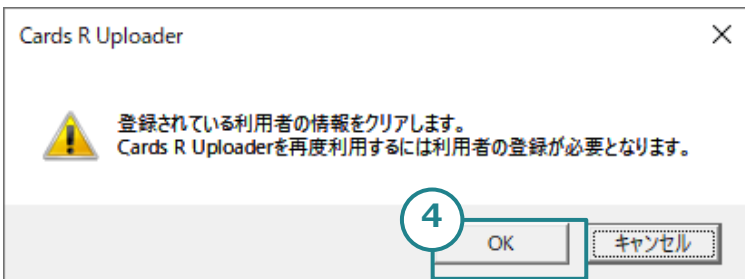 Cards R Uploader
登録されている利用者の情報をクリアします。
Cards R Uploaderを再度利用するには利用者の登録が必要となります。
4
OK
キャンセル